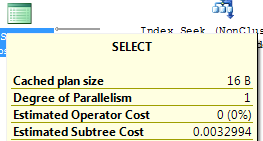 Index Seek (NonClus
SELECT
Cached plan size 16 B
Degree of Parallelism 1
Estimated Operator Cost 0 (0%)
Estimated Subtree Cost 0.0032994